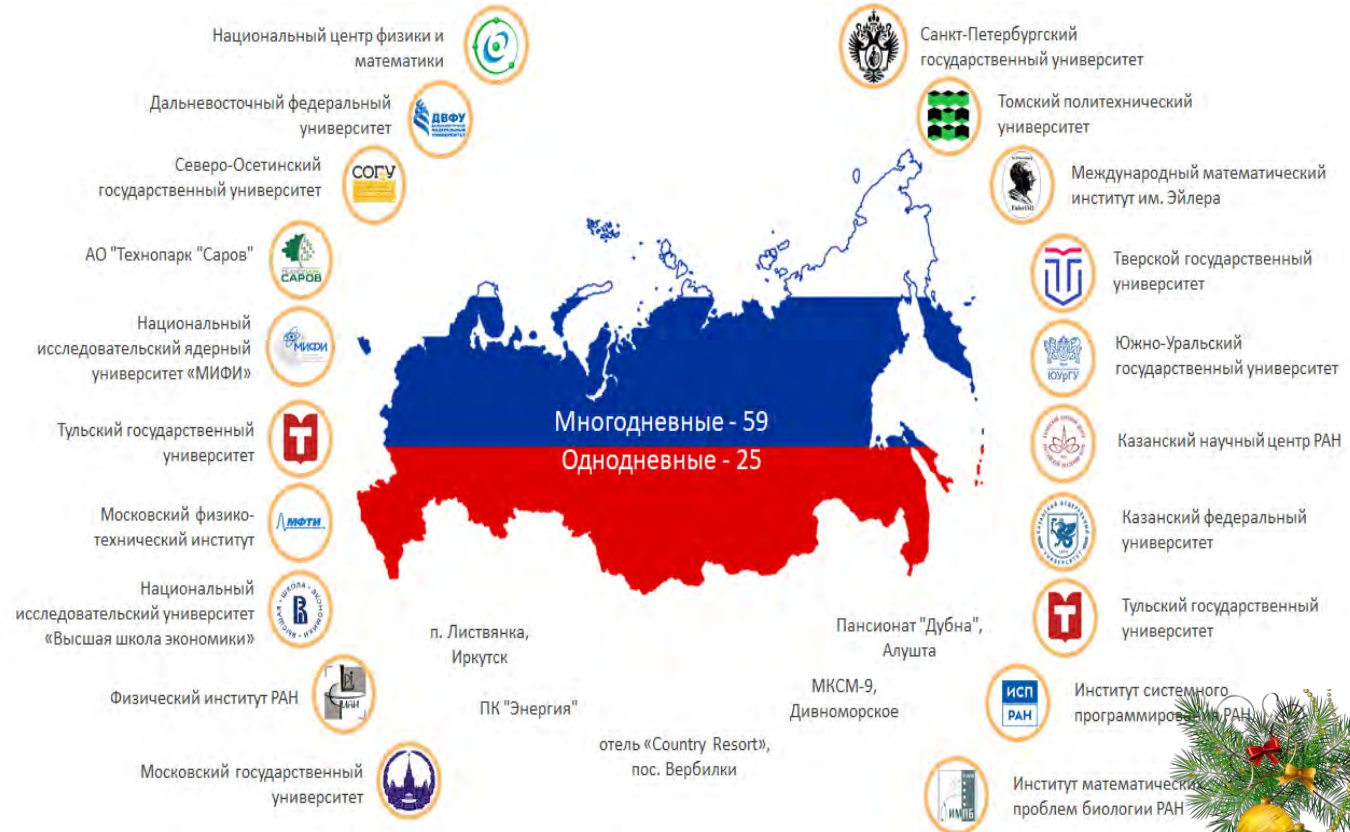 Национальный центр физики и
математики
Дальневосточный федеральный
университет
ДВФУ
Северо-Осетинский
государственный университет
СОГУ
АО "Технопарк "Саров"
САРОВ
Национальный
исследовательский ядерный
университет «МИФИ»
МИФИ
Тульский государственный
университет
Т
Московский физико-
технический институт
МФТИ
Национальный
исследовательский университет
«Высшая школа экономики»
ВЫСШАЯ ШКОЛА ЭКОНОМИКИ
Физический институт РАН
Московский государственный
университет
Многодневные - 59
Однодневные - 25
п. Листвянка,
Иркутск
ПК "Энергия"
отель «Country Resort»,
пос. Вербилки
Пансионат "Дубна",
Алушта
МКСМ-9,
Дивноморское
Санкт-Петербургский
государственный университет
Томский политехнический
университет
Международный математический
институт им. Эйлера
Тверской государственный
университет
Южно-Уральский
государственный университет
ЮУрГУ
Казанский научный центр РАН
Казанский федеральный
университет
Тульский государственный
университет
Т
Институт системного
программирования РАН
ИСП
РАН
Институт математических
проблем биологии РАН
ИМПБ